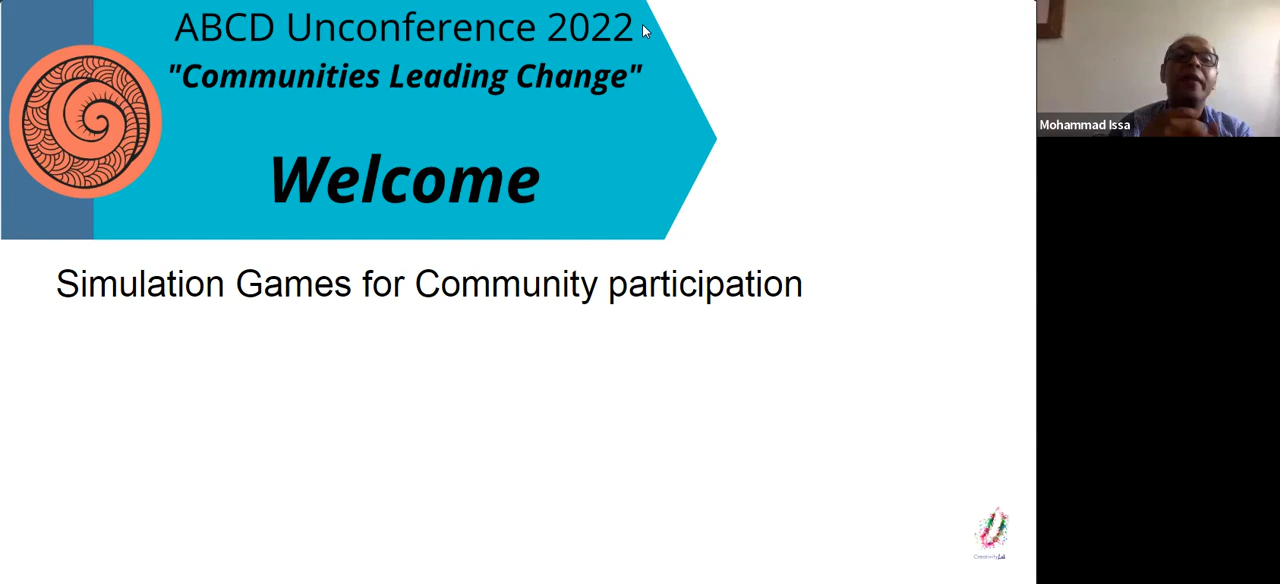 ABCD Unconference 2022
"Communities Leading Change"
Welcome
Simulation Games for Community participation
Mohammad Issa